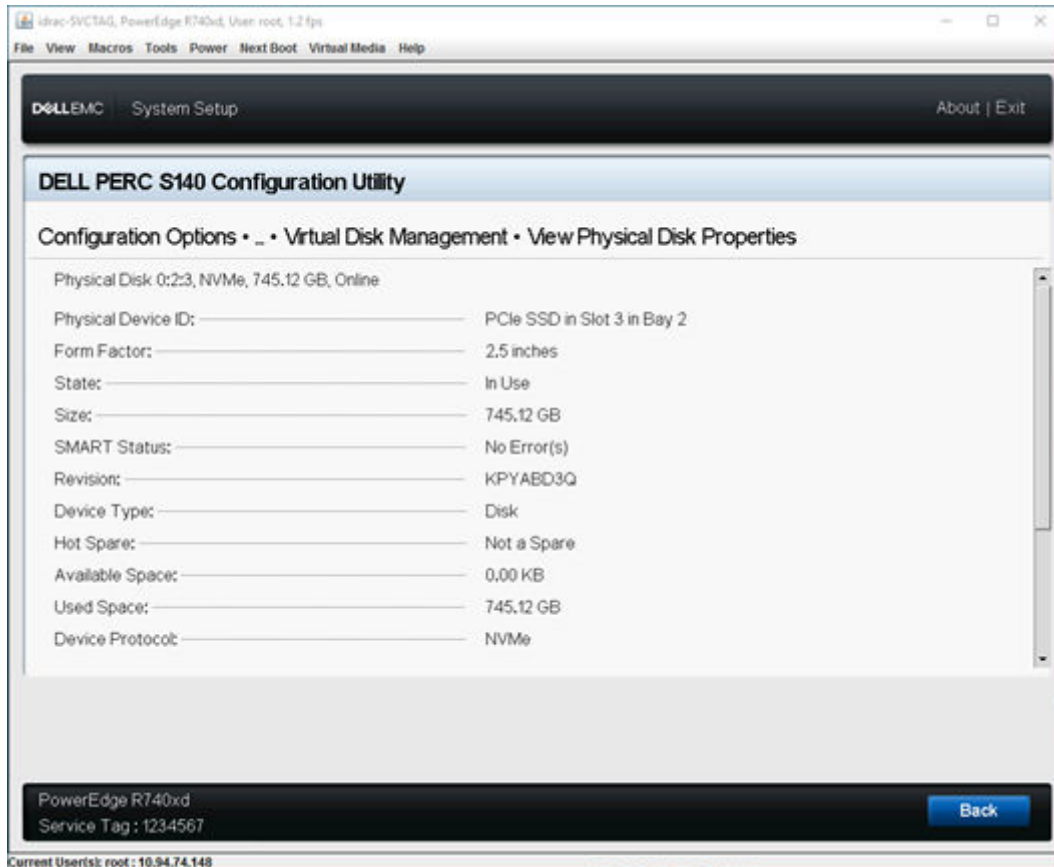 idrac-SVCTAG, PowerEdge R740xd, User: root, 1.2 fps
File View Macros Tools Power Next Boot Virtual Media Help
DELLEMC System Setup About | Exit
DELL PERC S140 Configuration Utility
Configuration Options • .. • Virtual Disk Management • View Physical Disk Properties
Physical Disk 0:2:3, NVMe, 745.12 GB, Online
Physical Device ID: PCIe SSD in Slot 3 in Bay 2
Form Factor: 2.5 inches
State: In Use
Size: 745.12 GB
SMART Status: No Error(s)
Revision: KPYABD3Q
Device Type: Disk
Hot Spare: Not a Spare
Available Space: 0.00 KB
Used Space: 745.12 GB
Device Protocol: NVMe
PowerEdge R740xd
Service Tag : 1234567
Back
Current User(s): root : 10.94.74.148